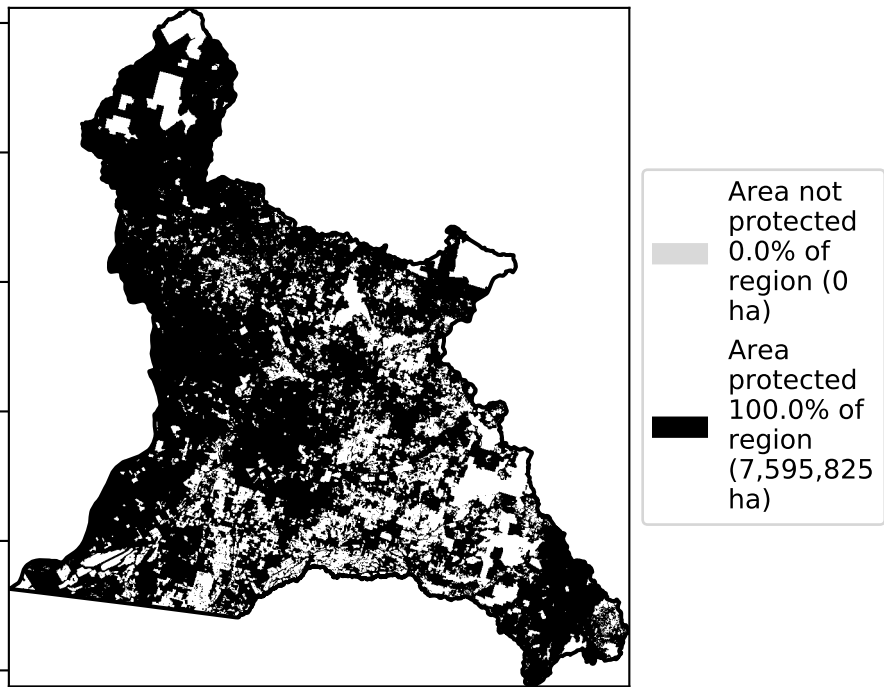 Area not
protected
0.0% of
region (0
ha)
Area
protected
100.0% of
region
(7,595,825
ha)